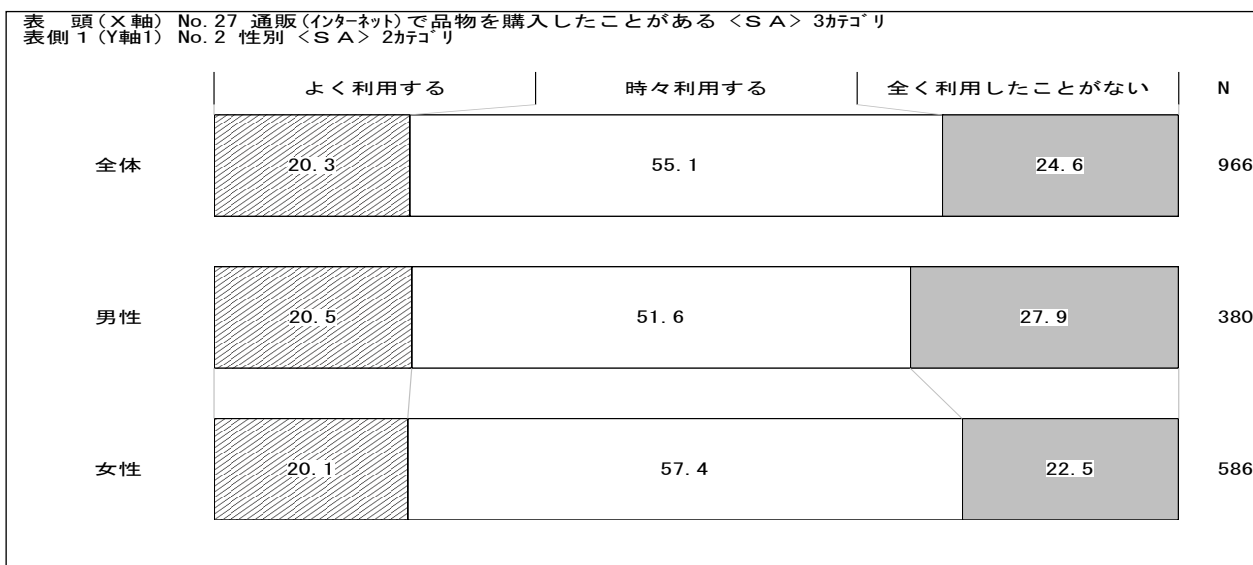 表　頭(X軸) No.27 通販(ｲﾝﾀｰﾈｯﾄ)で品物を購入したことがある <SA> 3ｶﾃｺﾞﾘ
表側1(Y軸1) No.2 性別 <SA> 2ｶﾃｺﾞﾘ
よく利用する 時々利用する 全く利用したことがない N
全体 20.3 55.1 24.6 966
男性 20.5 51.6 27.9 380
女性 20.1 57.4 22.5 586